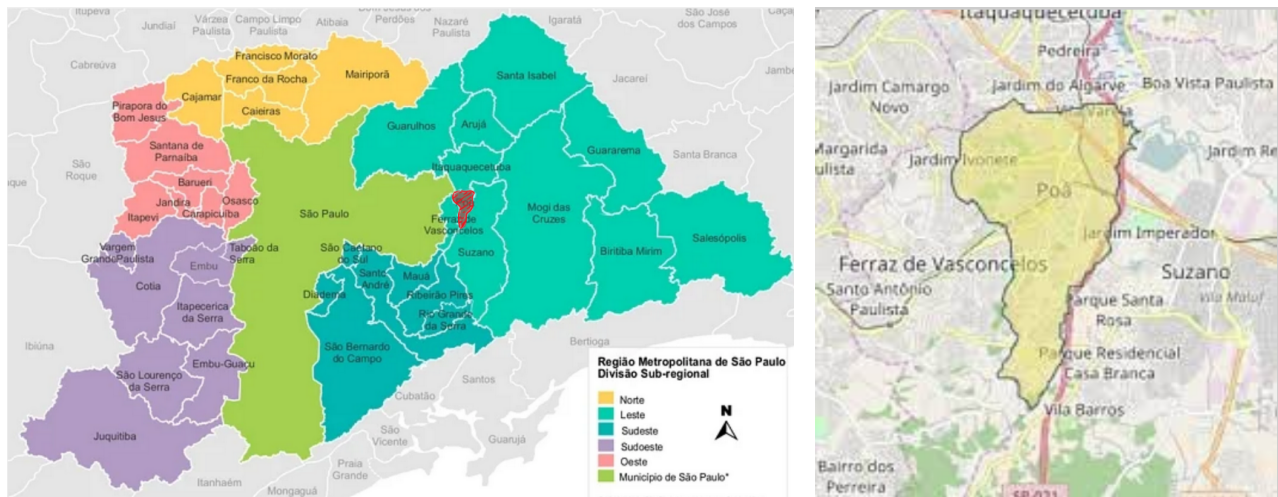 Várzea
Paulista
Campo Limpo
Paulista
Perdões
Jundiaí
Atibaia
Nazaré
Paulista
Igaratá
São José
dos Campos
Cabreúva
Jacareí
Francisco Morato
Franco da Rocha
Mairiporã
Cajamar
Caieiras
Santa Isabel
Pirapora do
Bom Jesus
Guarulhos
Arujá
Guararema
Santa Branca
São
Roque
Santana de
Parnaíba
Itaquaquecetuba
Barueri
Jandira
Osasco
Itapevi
Carapicuíba
São Paulo
Ferraz de
Vasconcelos
Mogi das
Cruzes
Suzano
Biritiba Mirim
Salesópolis
Vargem
GrandePaulista
Taboão da
Serra
São Caetano
do Sul
Embu
Cotia
Santo
André
Mauá
Diadema
Ribeirão Pires
Rio Grande
da Serra
Itapecerica
da Serra
Ibiúna
São Bernardo
do Campo
Bertioga
Embu-Guaçu
São Lourenço
da Serra
Santos
Cubatão
Juquitiba
São
Vicente
Guarujá
Praia
Grande
Itanhaém
Mongaguá
Região Metropolitana de São Paulo
Divisão Sub-regional
Norte
Leste
Sudeste
Sudoeste
Oeste
Município de São Paulo*
N
Itaquaquecetuba
Pedreira
Jardim Camargo
Novo
Jardim do Algarve
Boa Vista Paulista
Vila Varela
Margarida
ulista
Jardim Ivonete
Jardim Re
Poá
Jardim Imperador
Ferraz de Vasconcelos
Suzano
Santo Antônio
Paulista
Parque Santa
Rosa
Vila Maluf
Parque Residencial
Casa Branca
Vila Barros
Bairro dos
Perreira
SP-031